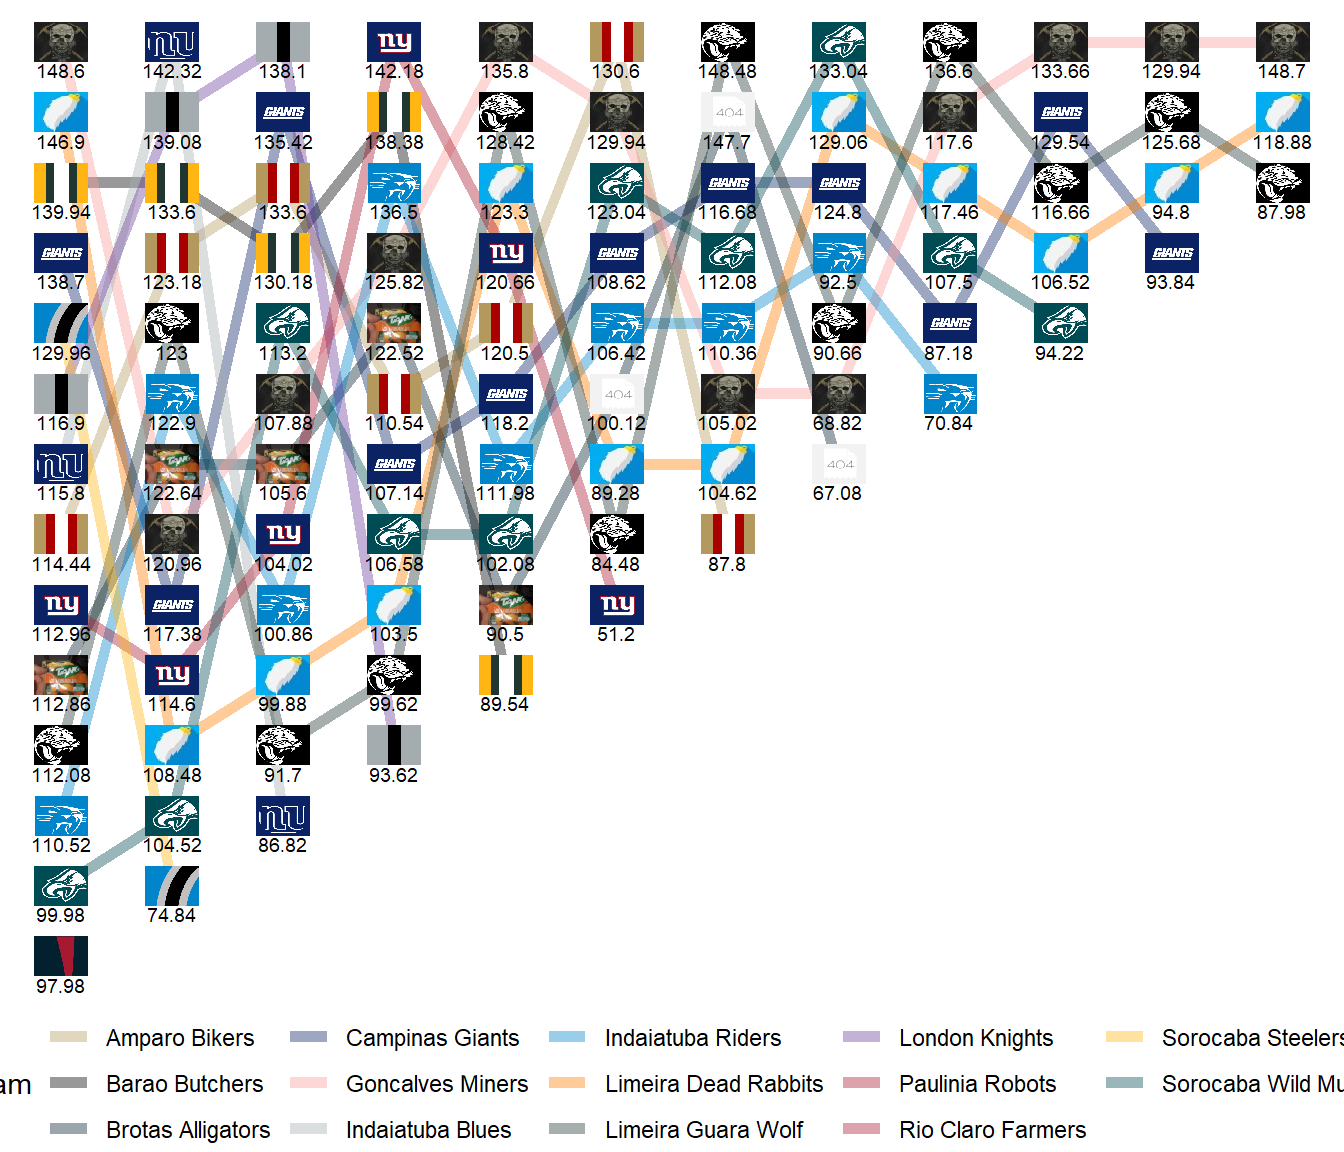 148.6 142.32 138.1 142.18 135.8 130.6 148.48 133.04 136.6 133.66 129.94 148.7
146.9 139.08 135.42 138.38 128.42 129.94 147.7 129.06 117.6 129.54 125.68 118.88
139.94 133.6 133.6 136.5 123.3 123.04 116.68 124.8 117.46 116.66 94.8 87.98
138.7 123.18 130.18 125.82 120.66 108.62 112.08 92.5 107.5 106.52 93.84
129.96 123 113.2 122.52 120.5 106.42 110.36 90.66 87.18 94.22
116.9 122.9 107.88 110.54 118.2 100.12 105.02 68.82 70.84
115.8 122.64 105.6 107.14 111.98 89.28 104.62 67.08
114.44 120.96 104.02 106.58 102.08 84.48 87.8
112.96 117.38 100.86 103.5 90.5 51.2
112.86 114.6 99.88 99.62 89.54
112.08 108.48 91.7 93.62
110.52 104.52 86.82
99.98 74.84
97.98
Amparo Bikers Campinas Giants Indaiatuba Riders London Knights Sorocaba Steelers
am Barao Butchers Goncalves Miners Limeira Dead Rabbits Paulinia Robots Sorocaba Wild Mu
Brotas Alligators Indaiatuba Blues Limeira Guara Wolf Rio Claro Farmers